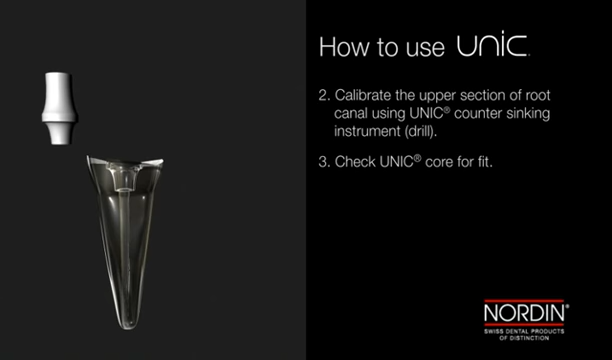 How to use unic
2. Calibrate the upper section of root
canal using UNIC® counter sinking
instrument (drill).
3. Check UNIC® core for fit.
NORDIN®
SWISS DENTAL PRODUCTS
OF DISTINCTION